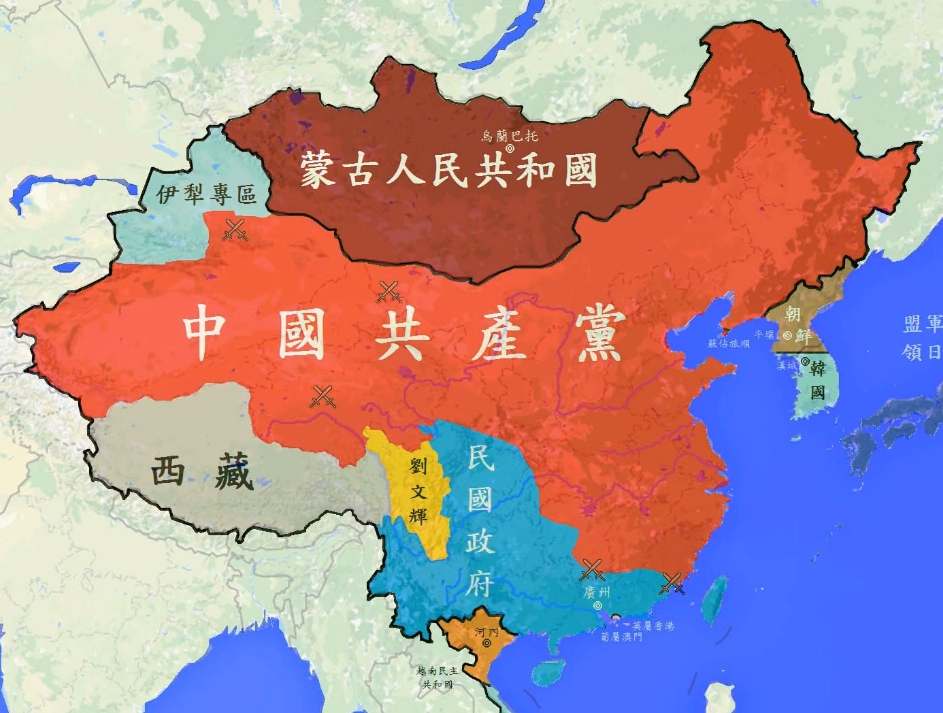 烏蘭巴托
蒙古人民共和國
伊犁專區
中國共產黨
朝鮮
平壤
蘇佔旅順
漢城
韓國
盟軍
領日
西藏
劉文輝
民國政府
廣州
英屬香港
葡屬澳門
河內
越南民主
共和國